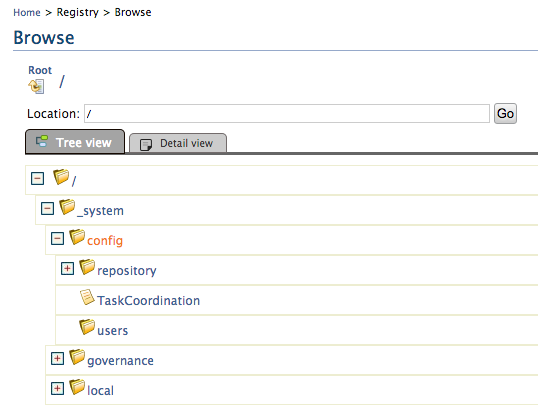 Home > Registry > Browse
Browse
Root
/
Location: / Go
Tree view Detail view
/
_system
config
repository
TaskCoordination
users
governance
local